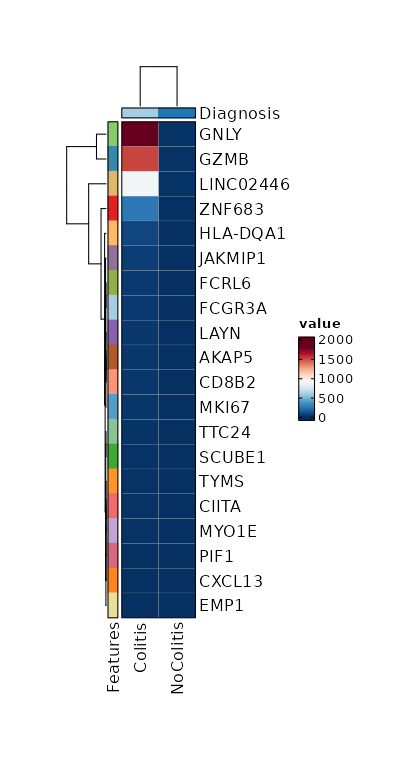 Diagnosis
GNLY
GZMB
LINC02446
ZNF683
HLA-DQA1
JAKMIP1
FCRL6
FCGR3A
LAYN
AKAP5
CD8B2
MKI67
TTC24
SCUBE1
TYMS
CIITA
MYO1E
PIF1
CXCL13
EMP1
value
2000
1500
1000
500
0
Features
Colitis
NoColitis